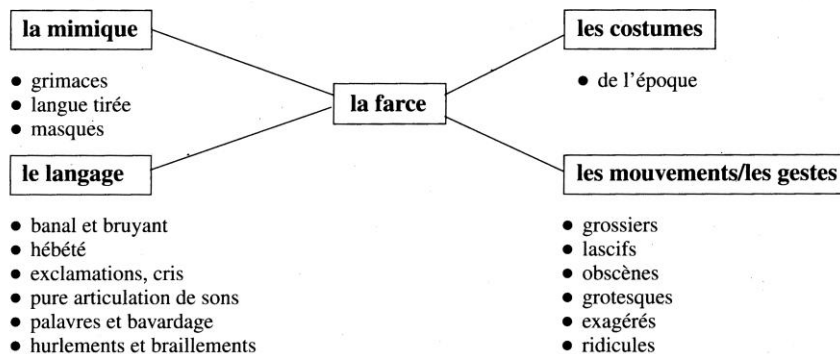 la mimique
• grimaces
• langue tirée
• masques
les costumes
• de l'époque
la farce
le langage
• banal et bruyant
• hébété
• exclamations, cris
• pure articulation de sons
• palavres et bavardage
• hurlements et braillements
les mouvements/les gestes
• grossiers
• lascifs
• obscènes
• grotesques
• exagérés
• ridicules